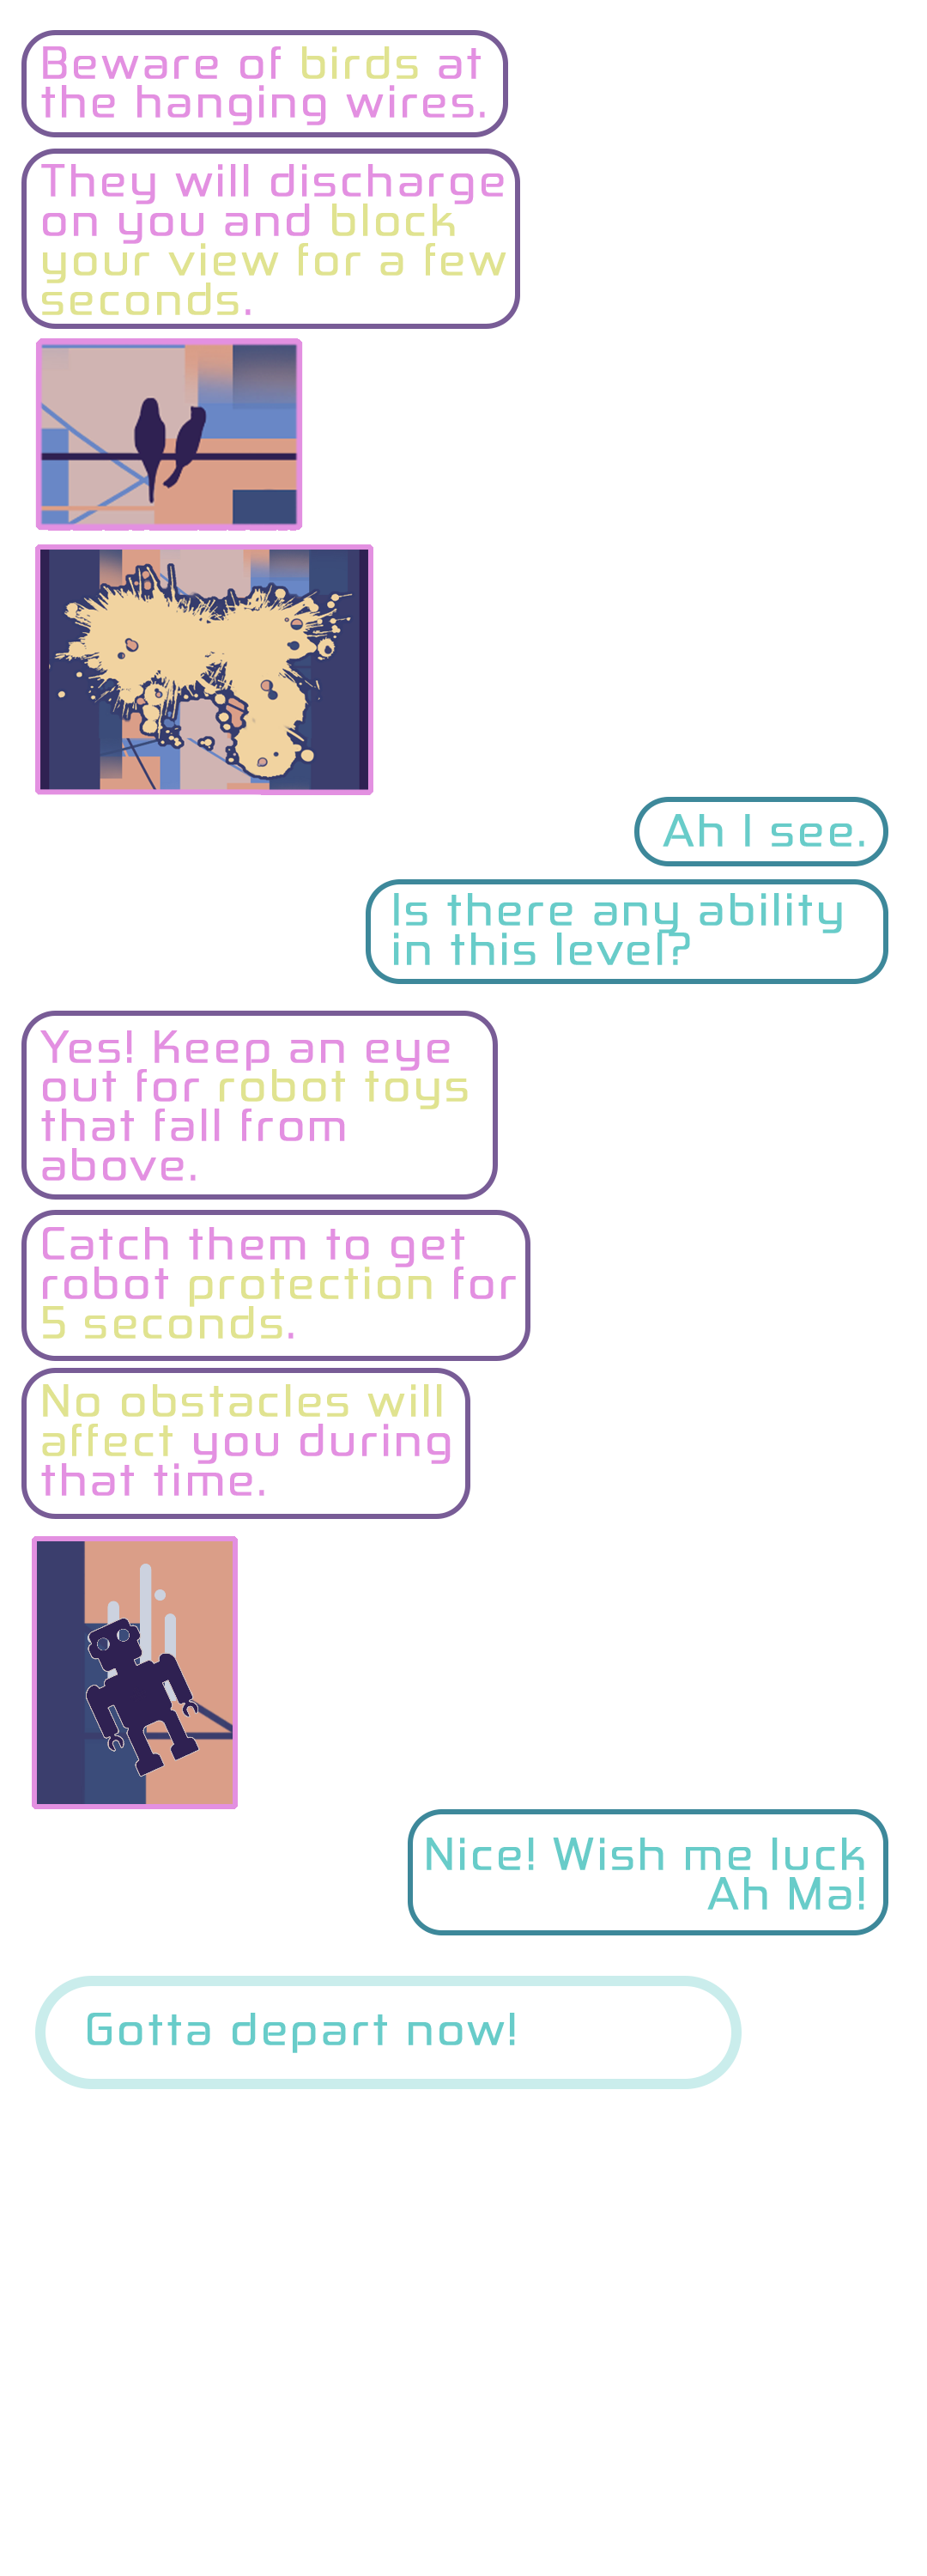 Beware of birds at
the hanging wires.
They will discharge
on you and block
your view for a few
seconds.
Ah I see.
Is there any ability
in this level?
Yes! Keep an eye
out for robot toys
that fall from
above.
Catch them to get
robot protection for
5 seconds.
No obstacles will
affect you during
that time.
Nice! Wish me luck
Ah Ma!
Gotta depart now!